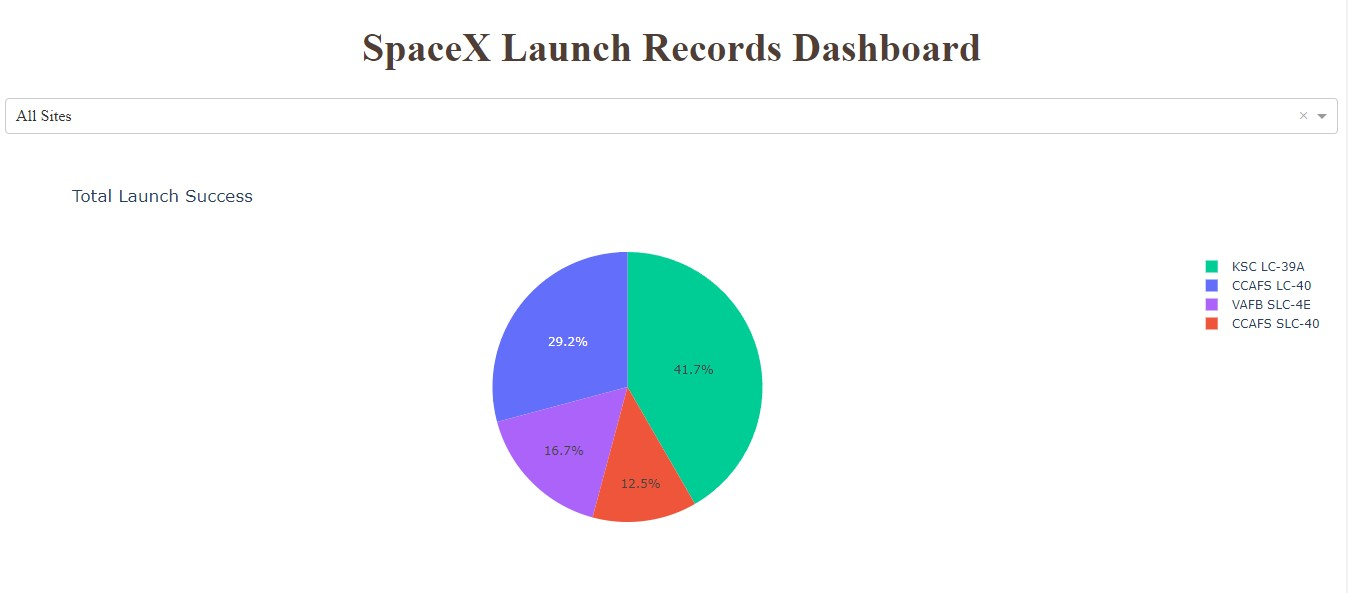 SpaceX Launch Records Dashboard
All Sites
×
Total Launch Success
KSC LC-39A
CCAFS LC-40
VAFB SLC-4E
CCAFS SLC-40
29.2%
41.7%
16.7%
12.5%